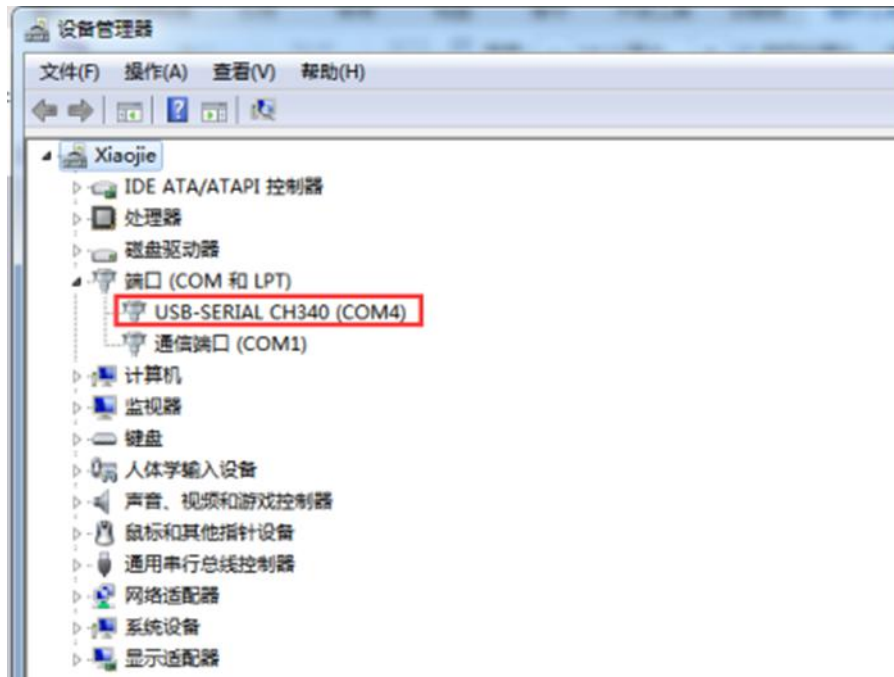 设备管理器
文件(F) 操作(A) 查看(V) 帮助(H)
Xiaojie
IDE ATA/ATAPI 控制器
处理器
磁盘驱动器
端口 (COM 和 LPT)
USB-SERIAL CH340 (COM4)
通信端口 (COM1)
计算机
监视器
键盘
人体学输入设备
声音、视频和游戏控制器
鼠标和其他指针设备
通用串行总线控制器
网络适配器
系统设备
显示适配器